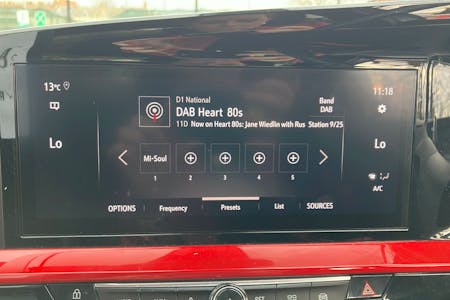 13°C
11:18
D1 National
DAB Heart 80s
Band
DAB
11D Now on Heart 80s: Jane Wiedlin with Rus Station 9/25
Lo
Lo
Mi-Soul
1 2 3 4 5
A/C
OPTIONS Frequency Presets List SOURCES